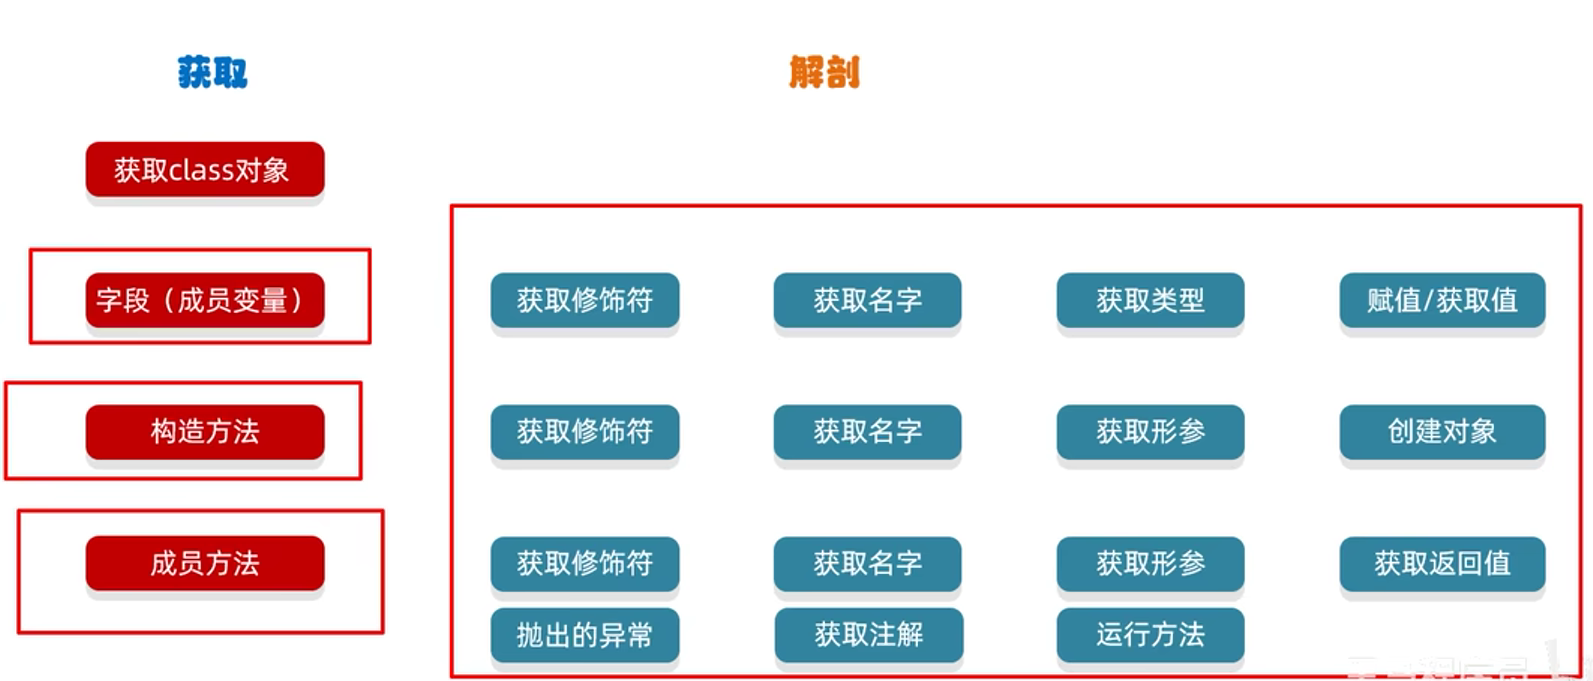 获取 解剖
获取class对象
字段（成员变量） 获取修饰符 获取名字 获取类型 赋值/获取值
构造方法 获取修饰符 获取名字 获取形参 创建对象
成员方法 获取修饰符 获取名字 获取形参 获取返回值
抛出的异常 获取注解 运行方法